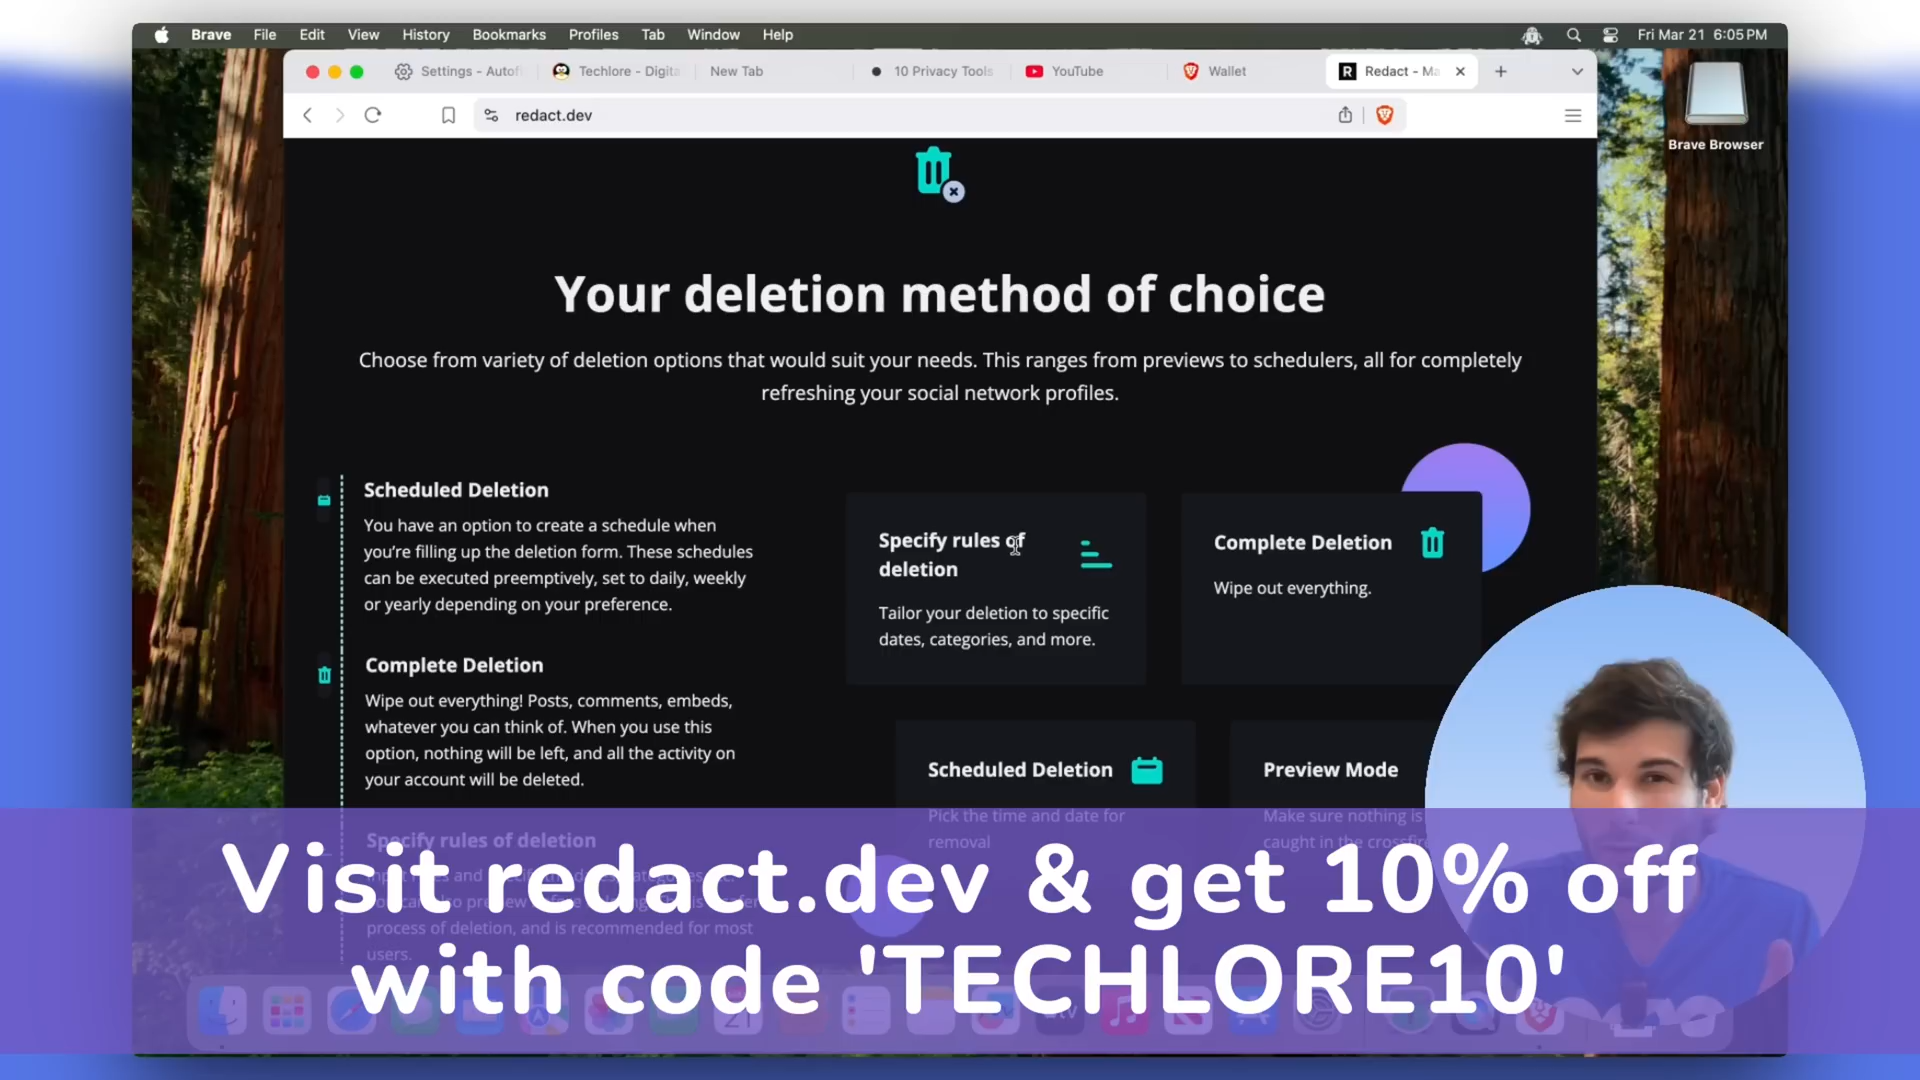 Brave File Edit View History Bookmarks Profiles Tab Window Help
Fri Mar 21 6:05 PM
Settings - Autof
Techlore - Digita
New Tab
10 Privacy Tools
YouTube
Wallet
Redact - Ma
redact.dev
Brave Browser
Your deletion method of choice
Choose from variety of deletion options that would suit your needs. This ranges from previews to schedulers, all for completely
refreshing your social network profiles.
Scheduled Deletion
You have an option to create a schedule when
you're filling up the deletion form. These schedules
can be executed preemptively, set to daily, weekly
or yearly depending on your preference.
Complete Deletion
Wipe out everything! Posts, comments, embeds,
whatever you can think of. When you use this
option, nothing will be left, and all the activity on
your account will be deleted.
Specify rules of deletion
process of deletion, and is recommended for most
users.
Specify rules of
deletion
Tailor your deletion to specific
dates, categories, and more.
Complete Deletion
Wipe out everything.
Scheduled Deletion
Pick the time and date for
removal
Preview Mode
Make sure nothing is
caught in the crossfire
Visit redact.dev & get 10% off
with code 'TECHLORE10'